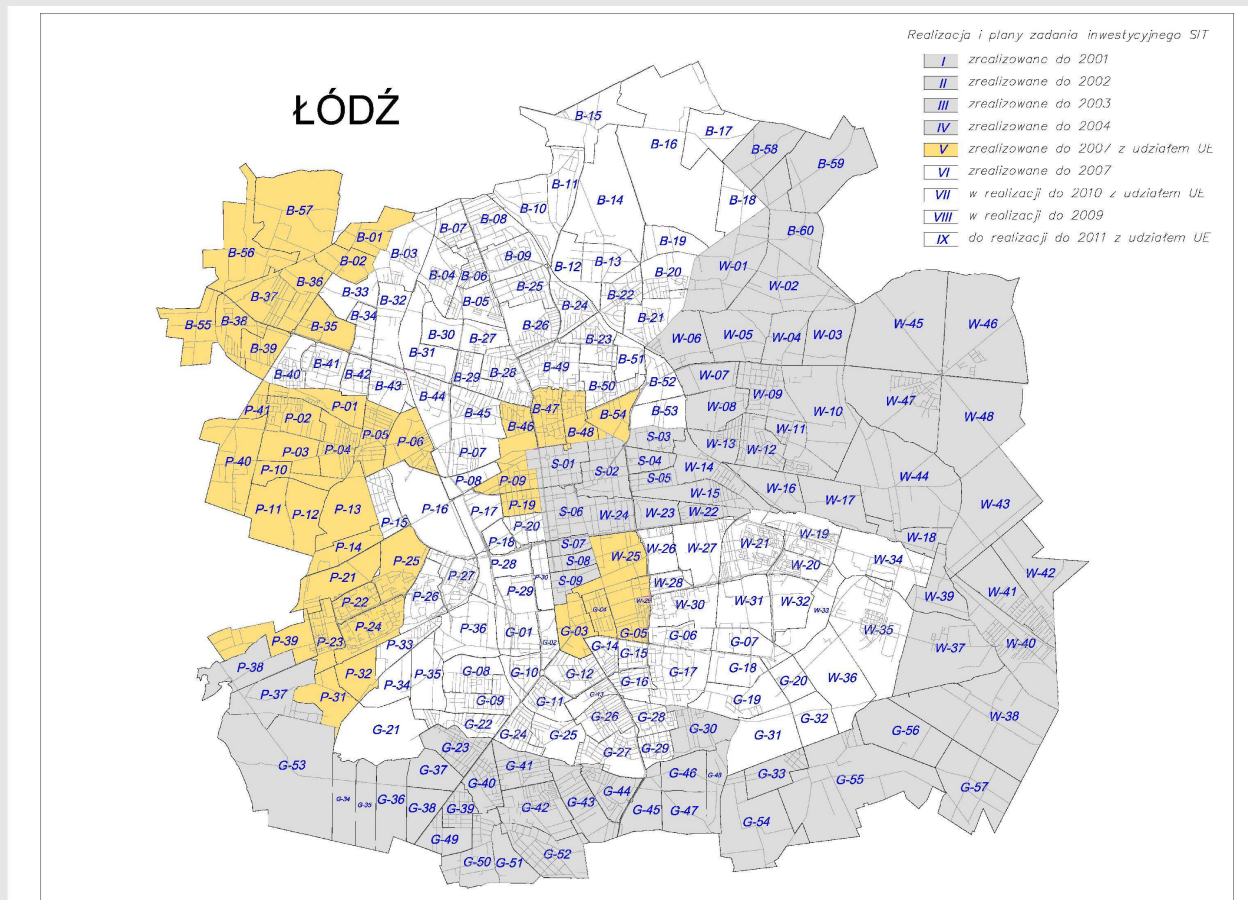 Realizacja i plany zadania inwestycyjnego SIT
I zrealizowano do 2001
II zrealizowane do 2002
III zrealizowane do 2003
IV zrealizowane do 2004
V zrealizowane do 2007 z udziałem UE
VI zrealizowane do 2007
VII w realizacji do 2010 z udziałem UE
VIII w realizacji do 2009
IX do realizacji do 2011 z udziałem UE
ŁÓDŹ
B-15
B-16 B-17
B-58 B-59
B-11 B-10 B-14 B-18
B-57 B-01 B-07 B-08
B-56 B-02 B-03 B-09 B-12 B-13 B-19 B-60
B-36 B-04 B-06 B-25 B-20 W-01
B-37 B-33 B-32 B-05 B-24 B-22 W-02
B-55 B-38 B-35 B-34 B-26 B-21
B-39 B-30 B-27 B-23 W-06 W-05 W-04 W-03 W-45 W-46
B-40 B-41 B-42 B-43 B-31 B-29 B-28 B-49 B-51 B-50 B-52 W-07
B-44 B-45 B-47 B-54 B-53 W-08 W-09 W-10 W-47 W-48
P-41 P-02 P-01 P-05 P-06 B-46 B-48 S-03 W-13 W-12 W-11
P-40 P-03 P-04 P-10 P-07 S-01 S-02 S-04 S-05 W-14 W-44
P-11 P-12 P-13 P-15 P-16 P-08 P-09 W-15 W-16 W-17 W-43
P-17 P-19 S-06 W-24 W-23 W-22
P-14 P-18 P-20 S-07 W-25 W-26 W-27 W-21 W-19 W-18
P-21 P-25 P-27 P-28 P-30 S-08 W-20 W-34 W-42
P-22 P-26 P-29 S-09 W-28 W-39 W-41
P-24 P-23 G-04 W-29 W-30 W-31 W-32 W-33 W-35
P-39 P-33 P-36 G-01 G-02 G-03 G-05 G-06 G-07 W-37 W-40
P-38 P-32 P-34 P-35 G-08 G-10 G-12 G-14 G-15 G-17 G-18 G-20 W-36
P-37 P-31 G-09 G-11 G-13 G-16 G-19
G-21 G-22 G-24 G-25 G-26 G-28 G-30 G-31 G-32 G-56 W-38
G-23 G-27 G-29
G-53 G-37 G-41 G-46 G-48 G-33 G-55 G-57
G-34 G-35 G-36 G-38 G-40 G-39 G-42 G-43 G-44 G-45 G-47 G-54
G-49 G-50 G-51 G-52